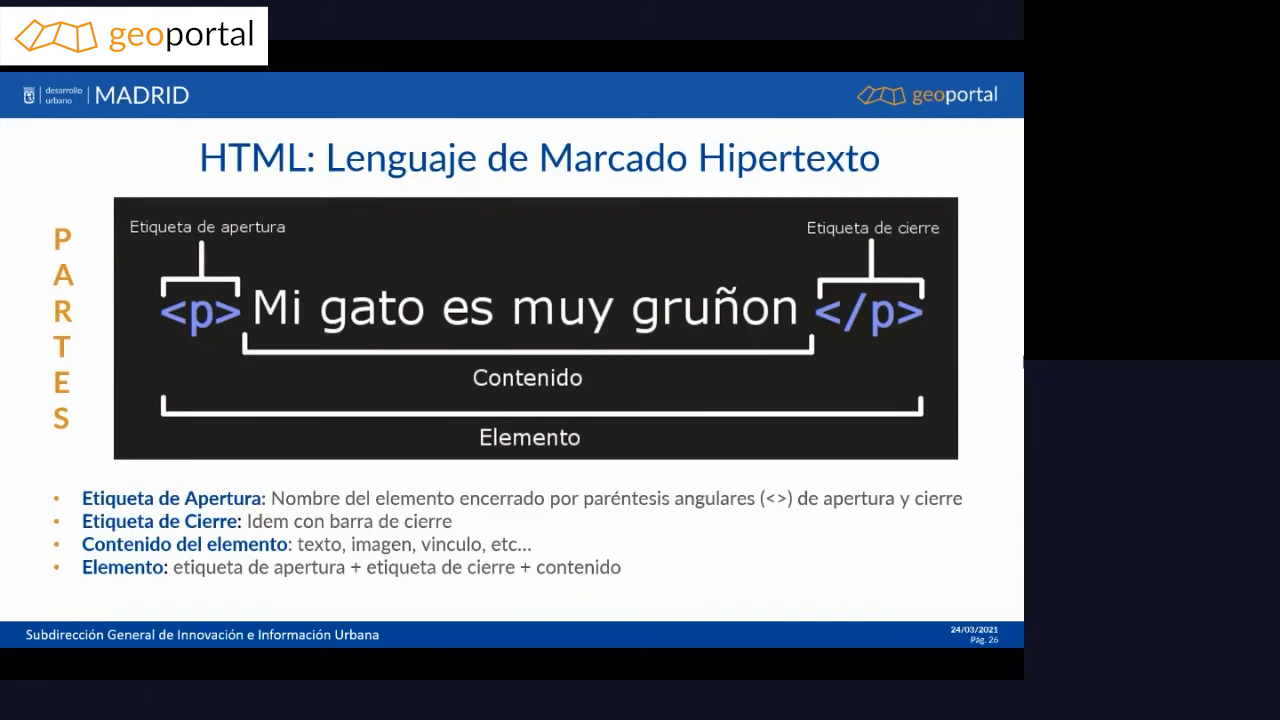 geoportal
desarrollo
urbano
MADRID
geoportal
HTML: Lenguaje de Marcado Hipertexto
P
A
R
T
E
S
Etiqueta de apertura
Etiqueta de cierre
<p> Mi gato es muy gruñon </p>
Contenido
Elemento
• Etiqueta de Apertura: Nombre del elemento encerrado por paréntesis angulares (<>) de apertura y cierre
• Etiqueta de Cierre: Idem con barra de cierre
• Contenido del elemento: texto, imagen, vinculo, etc...
• Elemento: etiqueta de apertura + etiqueta de cierre + contenido
Subdirección General de Innovación e Información Urbana
24/03/2021
Pág. 26